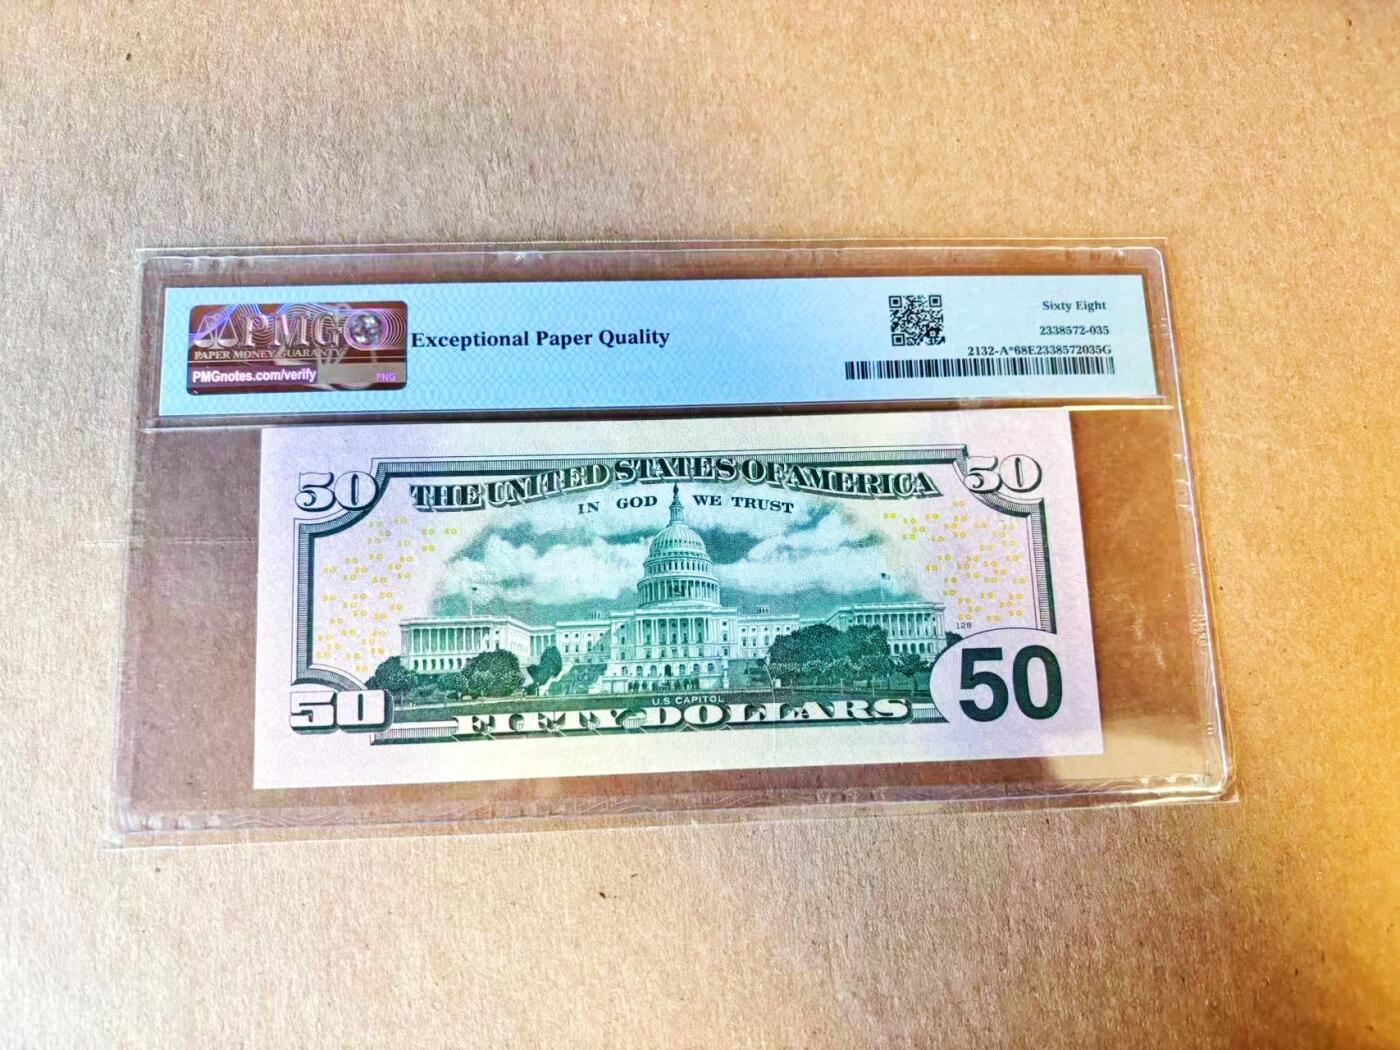 PMG
PAPER MONEY GUARANTY
PMGnotes.com/verify
PNG
Exceptional Paper Quality
Sixty Eight
2338572-035
2132-A*68E2338572035G
50
THE UNITED STATES OF AMERICA
50
IN GOD WE TRUST
128
U.S. CAPITOL
50
FIFTY DOLLARS
50